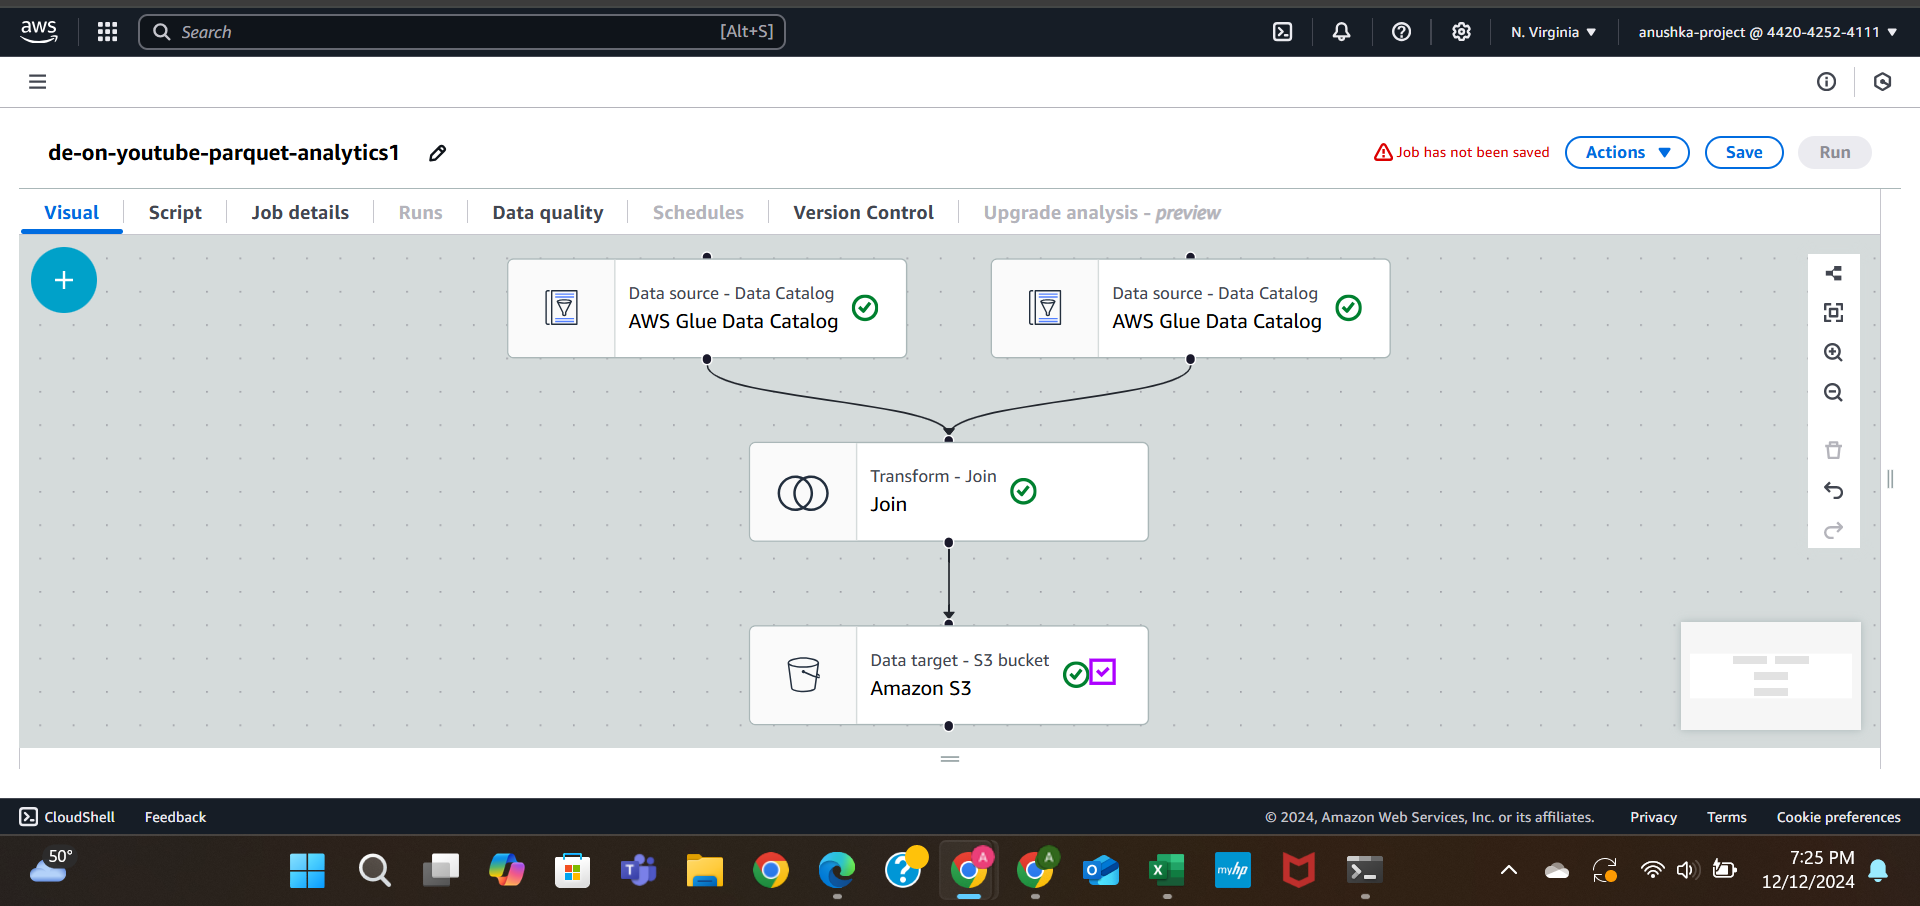 aws
Search [Alt+S]
N. Virginia ▼
anushka-project @ 4420-4252-4111 ▼
de-on-youtube-parquet-analytics1
Job has not been saved
Actions ▼
Save
Run
Visual
Script
Job details
Runs
Data quality
Schedules
Version Control
Upgrade analysis - preview
Data source - Data Catalog
AWS Glue Data Catalog
Data source - Data Catalog
AWS Glue Data Catalog
Transform - Join
Join
Data target - S3 bucket
Amazon S3
CloudShell
Feedback
© 2024, Amazon Web Services, Inc. or its affiliates.
Privacy
Terms
Cookie preferences
50°
T
A
A
O
X
myhp
7:25 PM
12/12/2024